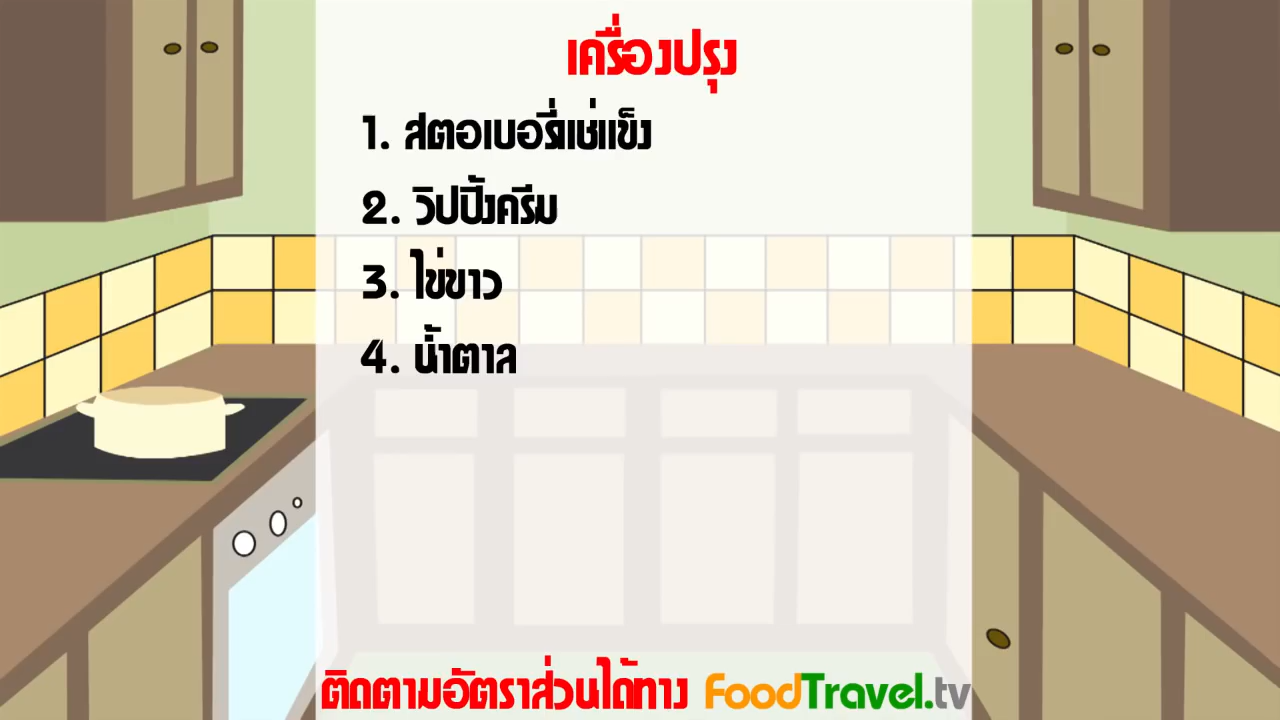 เครื่องปรุง
1. สตอเบอรี่แช่แข็ง
2. วิปปิ้งครีม
3. ไข่ขาว
4. น้ำตาล
ติดตามอัตราส่วนได้ทาง FoodTravel.tv